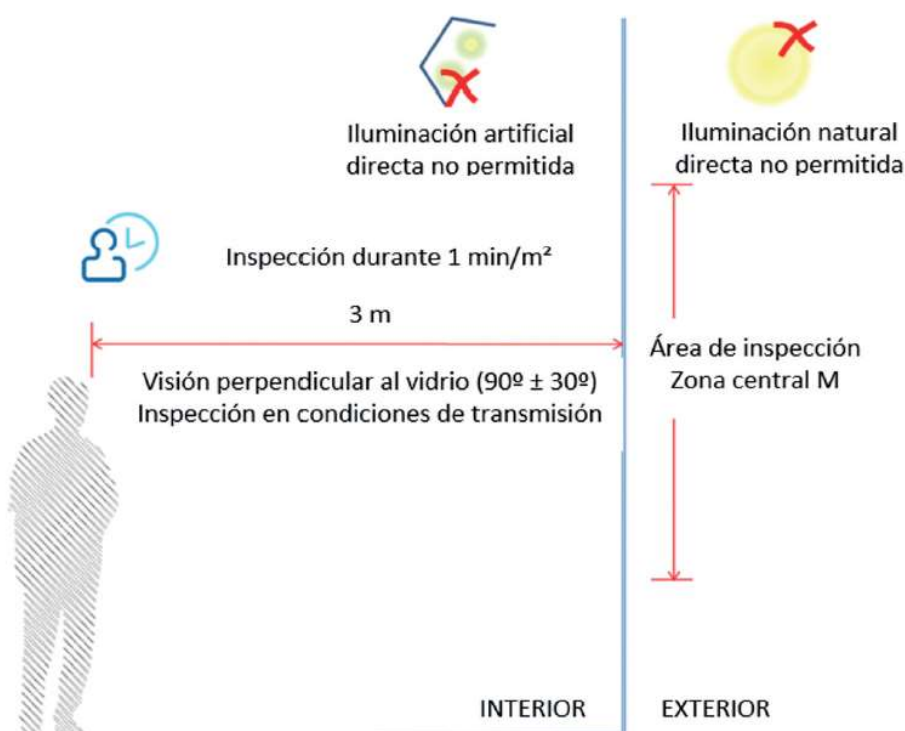 Iluminación artificial
directa no permitida
Iluminación natural
directa no permitida
Inspección durante 1 min/m²
3 m
Visión perpendicular al vidrio (90º ± 30º)
Inspección en condiciones de transmisión
Área de inspección
Zona central M
INTERIOR
EXTERIOR